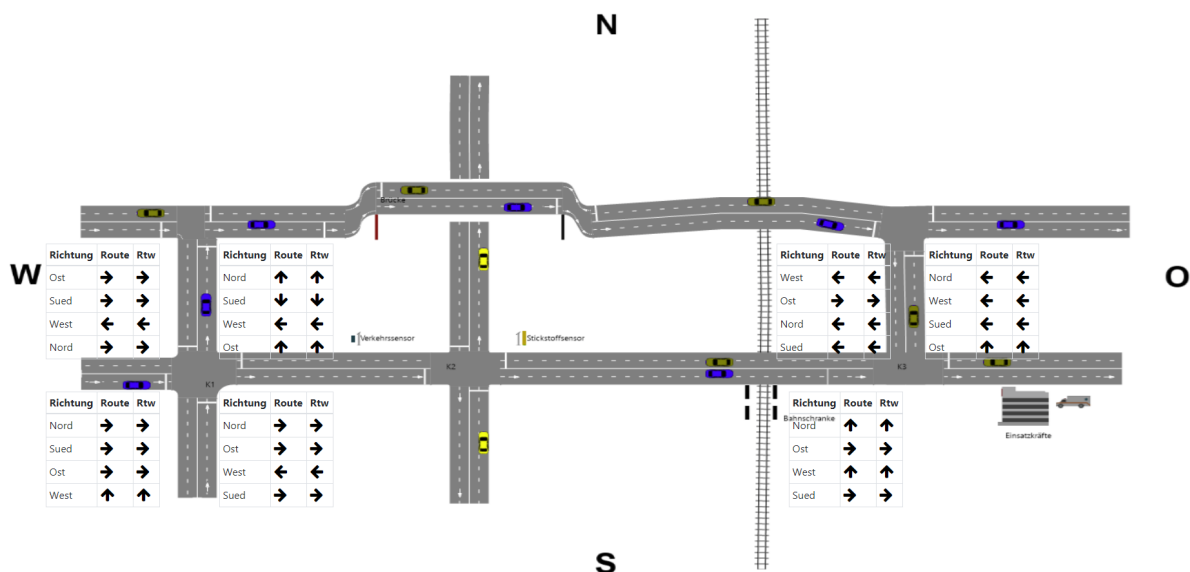 N
W
O
S
Brücke
Richtung Route Rtw
Ost
Sued
West
Nord
Richtung Route Rtw
Nord
Sued
West
Ost
Richtung Route Rtw
West
Ost
Nord
Sued
Richtung Route Rtw
Nord
West
Sued
Ost
Verkehrssensor
Stickstoffsensor
K1
K2
K3
Richtung Route Rtw
Nord
Sued
Ost
West
Richtung Route Rtw
Nord
Ost
West
Sued
Bahnschranke
Richtung Route Rtw
Nord
Ost
West
Sued
Einsatzkräfte